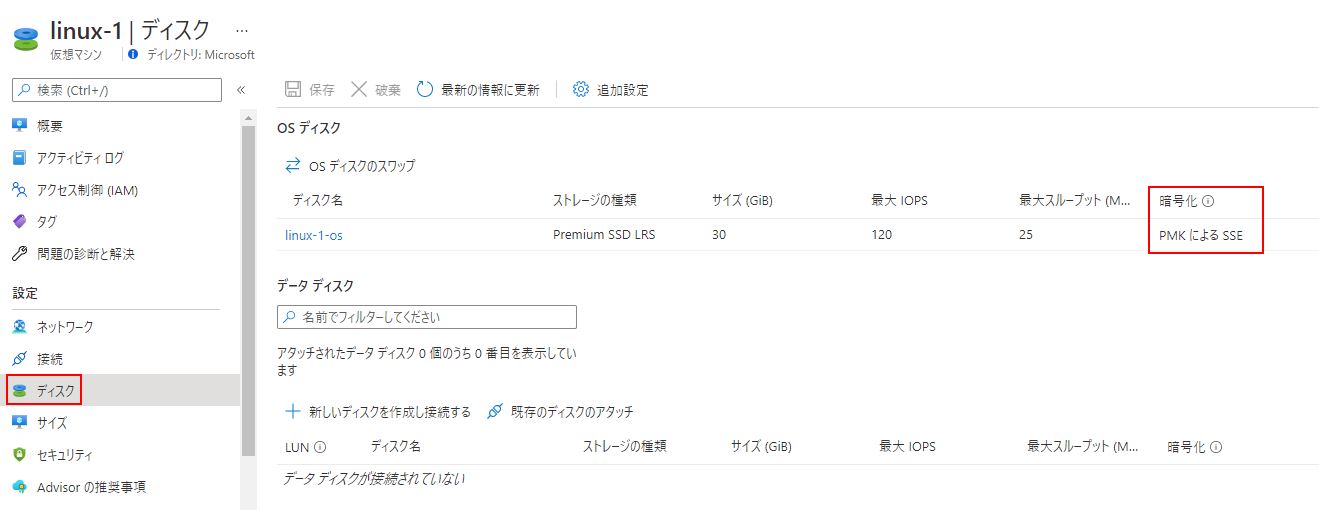 linux-1 | ディスク ...
仮想マシン ディレクトリ: Microsoft
検索 (Ctrl+/) «
概要
アクティビティ ログ
アクセス制御 (IAM)
タグ
問題の診断と解決
設定
ネットワーク
接続
ディスク
サイズ
セキュリティ
Advisor の推奨事項
保存 破棄 最新の情報に更新 追加設定
OS ディスク
OS ディスクのスワップ
ディスク名 ストレージの種類 サイズ (GiB) 最大 IOPS 最大スループット (M... 暗号化
linux-1-os Premium SSD LRS 30 120 25 PMK による SSE
データ ディスク
名前でフィルターしてください
アタッチされたデータ ディスク 0 個のうち 0 番目を表示してい
ます
新しいディスクを作成し接続する 既存のディスクのアタッチ
LUN ディスク名 ストレージの種類 サイズ (GiB) 最大 IOPS 最大スループット (M... 暗号化
データ ディスクが接続されていない